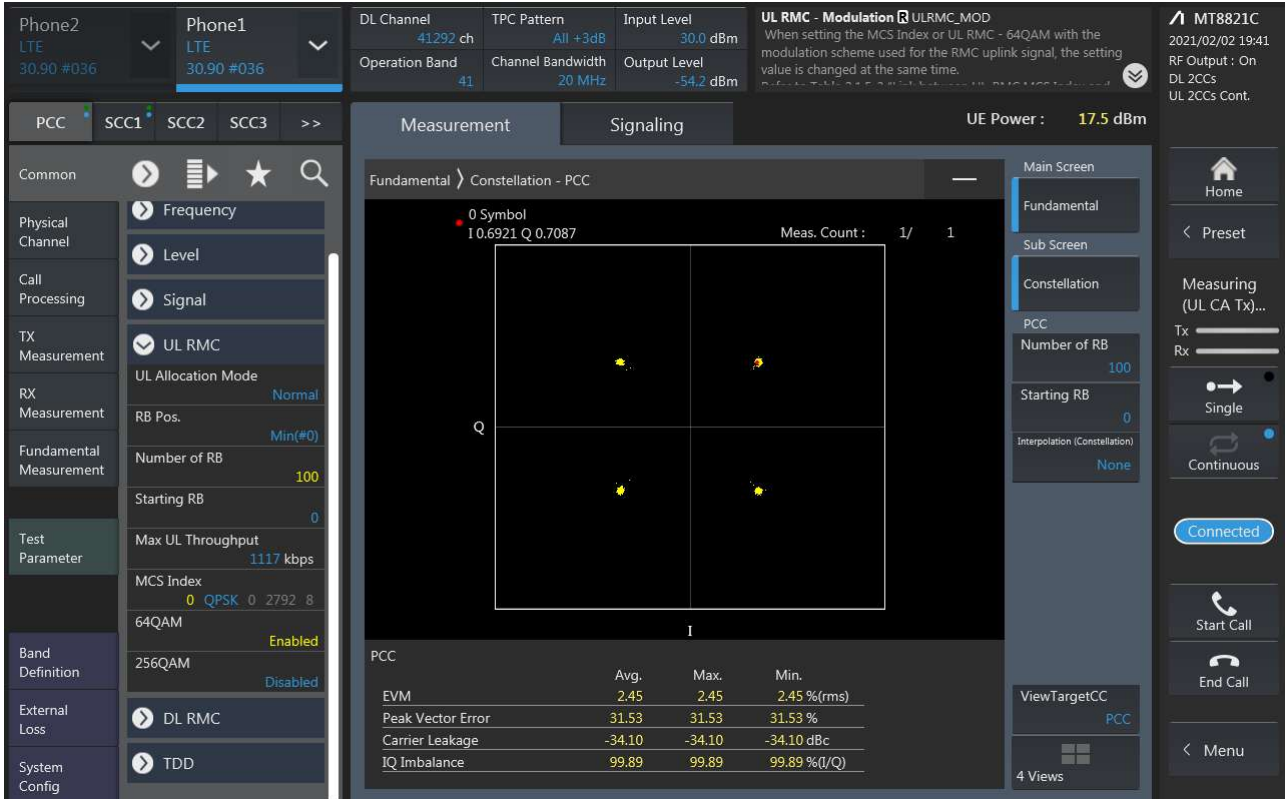 Phone2
LTE
30.90 #036
Phone1
LTE
30.90 #036
DL Channel
41292 ch
TPC Pattern
All +3dB
Input Level
30.0 dBm
Operation Band
41
Channel Bandwidth
20 MHz
Output Level
-54.2 dBm
UL RMC - Modulation R ULRMC_MOD
When setting the MCS Index or UL RMC - 64QAM with the
modulation scheme used for the RMC uplink signal, the setting
value is changed at the same time.
MT8821C
2021/02/02 19:41
RF Output : On
DL 2CCs
UL 2CCs Cont.
PCC
SCC1
SCC2
SCC3
>>
Measurement
Signaling
UE Power : 17.5 dBm
Common
Physical
Channel
Call
Processing
TX
Measurement
RX
Measurement
Fundamental
Measurement
Test
Parameter
Band
Definition
External
Loss
System
Config
Frequency
Level
Signal
UL RMC
UL Allocation Mode
Normal
RB Pos.
Min(#0)
Number of RB
100
Starting RB
0
Max UL Throughput
1117 kbps
MCS Index
0 QPSK 0 2792 8
64QAM
Enabled
256QAM
Disabled
DL RMC
TDD
Fundamental 〉 Constellation - PCC
0 Symbol
I 0.6921 Q 0.7087
Meas. Count : 1/ 1
Q
I
PCC
Avg. Max. Min.
EVM 2.45 2.45 2.45 %(rms)
Peak Vector Error 31.53 31.53 31.53 %
Carrier Leakage -34.10 -34.10 -34.10 dBc
IQ Imbalance 99.89 99.89 99.89 %(I/Q)
Main Screen
Fundamental
Sub Screen
Constellation
PCC
Number of RB
100
Starting RB
0
Interpolation (Constellation)
None
ViewTargetCC
PCC
4 Views
Home
< Preset
Measuring
(UL CA Tx)...
Tx
Rx
Single
Continuous
Connected
Start Call
End Call
< Menu